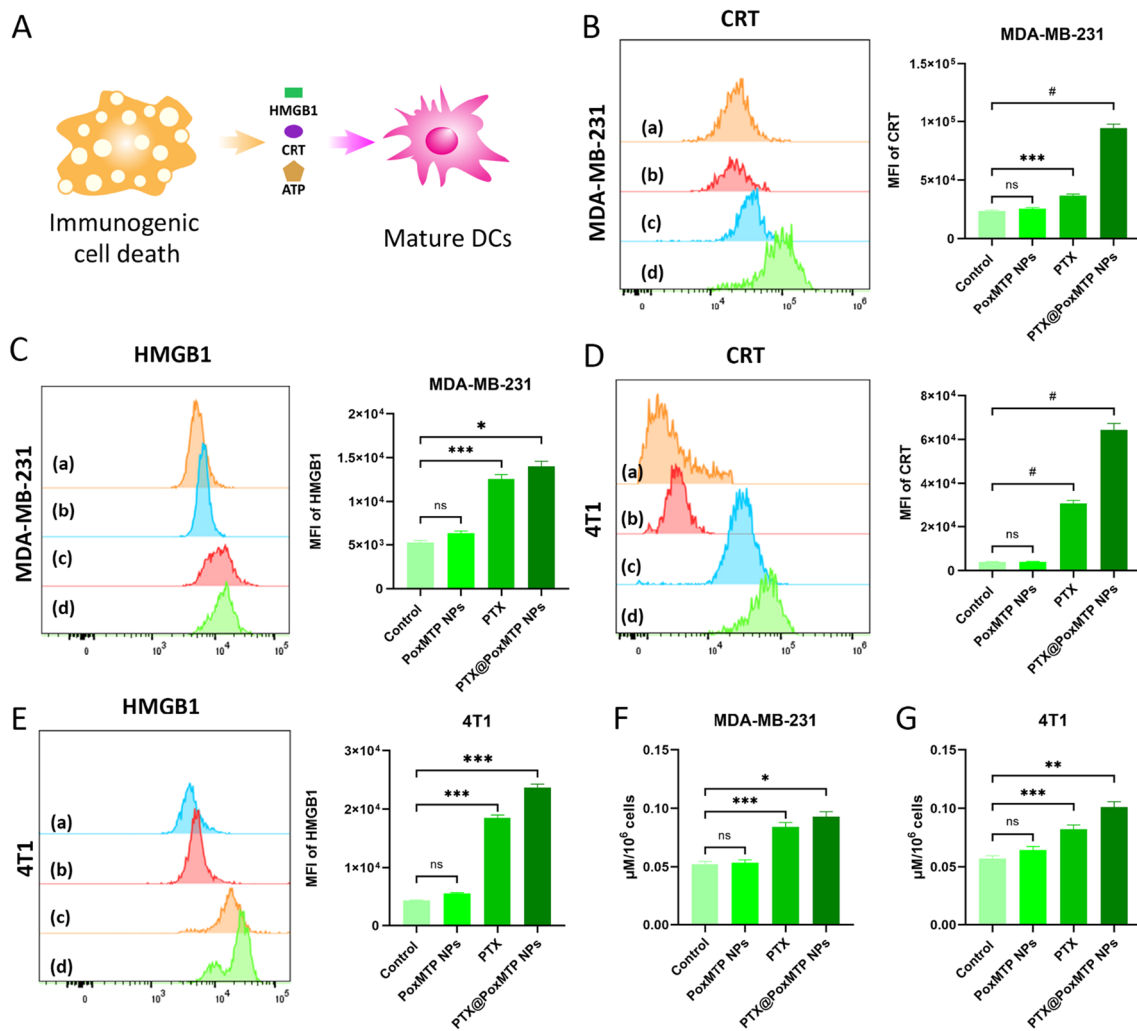 A
HMGB1
CRT
ATP
Immunogenic
cell death
Mature DCs
B
CRT
MDA-MB-231
(a)
(b)
(c)
(d)
0
10⁴
10⁵
10⁶
MDA-MB-231
MFI of CRT
1.5×10⁵
1×10⁵
5×10⁴
0
#
***
ns
Control
PoxMTP NPs
PTX
PTX@PoxMTP NPs
C
HMGB1
MDA-MB-231
(a)
(b)
(c)
(d)
0
10³
10⁴
10⁵
MDA-MB-231
MFI of HMGB1
2×10⁴
1.5×10⁴
1×10⁴
5×10³
0
*
***
ns
Control
PoxMTP NPs
PTX
PTX@PoxMTP NPs
D
CRT
4T1
(a)
(b)
(c)
(d)
0
10⁴
10⁵
10⁶
MFI of CRT
8×10⁴
6×10⁴
4×10⁴
2×10⁴
0
#
#
ns
Control
PoxMTP NPs
PTX
PTX@PoxMTP NPs
E
HMGB1
4T1
(a)
(b)
(c)
(d)
0
10³
10⁴
10⁵
4T1
MFI of HMGB1
3×10⁴
2×10⁴
1×10⁴
0
***
***
ns
Control
PoxMTP NPs
PTX
PTX@PoxMTP NPs
F
MDA-MB-231
µM/10⁶ cells
0.15
0.10
0.05
0.00
*
***
ns
Control
PoxMTP NPs
PTX
PTX@PoxMTP NPs
G
4T1
µM/10⁶ cells
0.15
0.10
0.05
0.00
**
***
ns
Control
PoxMTP NPs
PTX
PTX@PoxMTP NPs